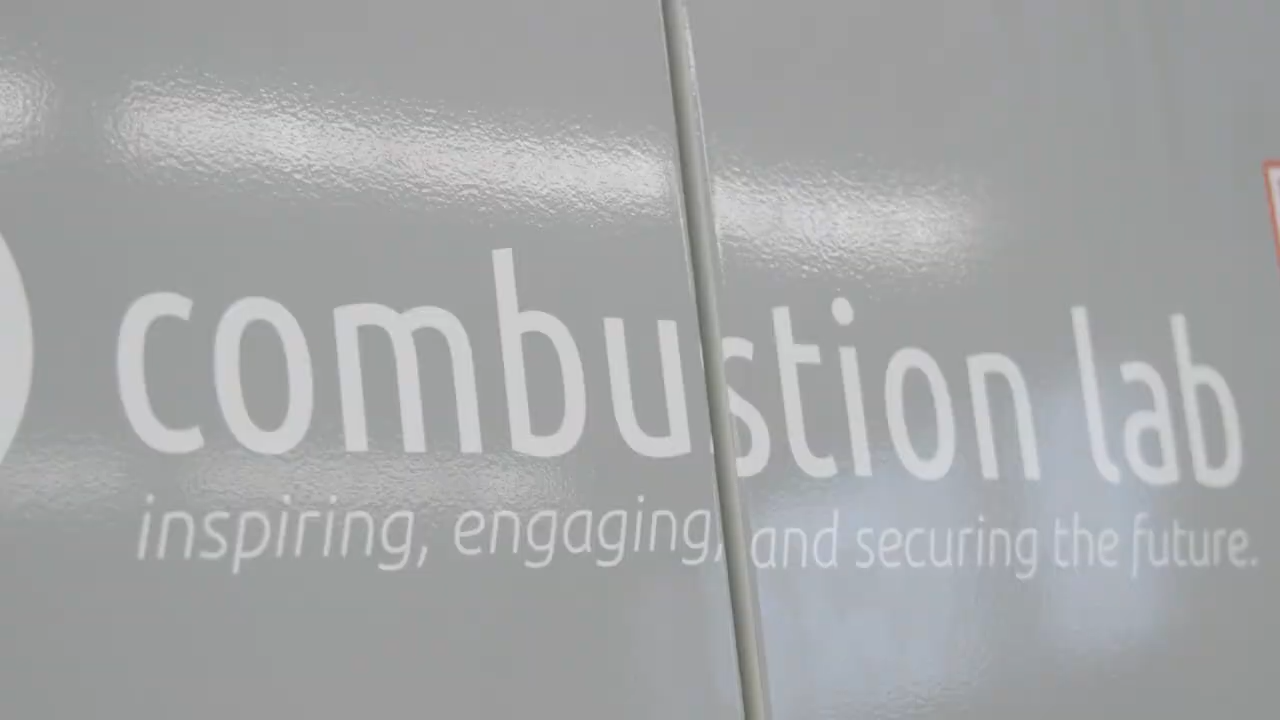 combustion lab
inspiring, engaging, and securing the future.